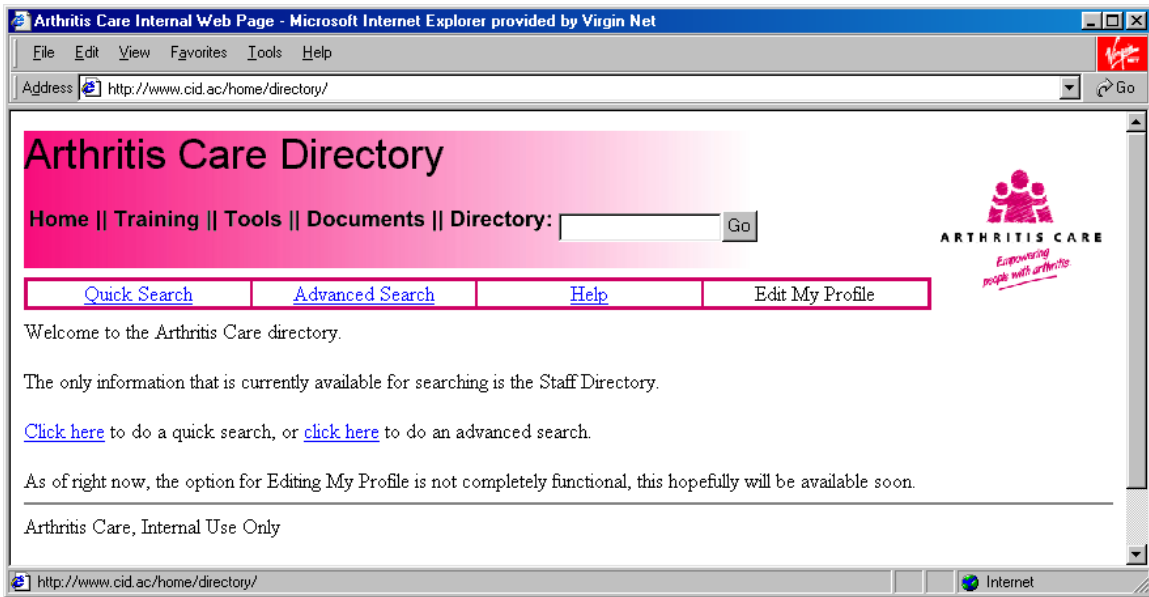 Arthritis Care Internal Web Page - Microsoft Internet Explorer provided by Virgin Net
File Edit View Favorites Tools Help
Virgin NET
Address http://www.cid.ac/home/directory/ Go
Arthritis Care Directory
Home || Training || Tools || Documents || Directory: Go
ARTHRITIS CARE
Empowering
people with arthritis
Quick Search Advanced Search Help Edit My Profile
Welcome to the Arthritis Care directory.
The only information that is currently available for searching is the Staff Directory.
Click here to do a quick search, or click here to do an advanced search.
As of right now, the option for Editing My Profile is not completely functional, this hopefully will be available soon.
Arthritis Care, Internal Use Only
http://www.cid.ac/home/directory/ Internet